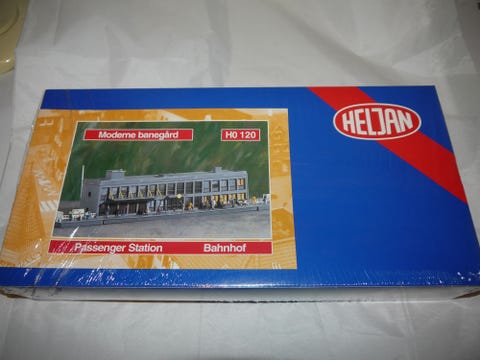 Moderne banegård H0 120
HELJAN
Passenger Station Bahnhof